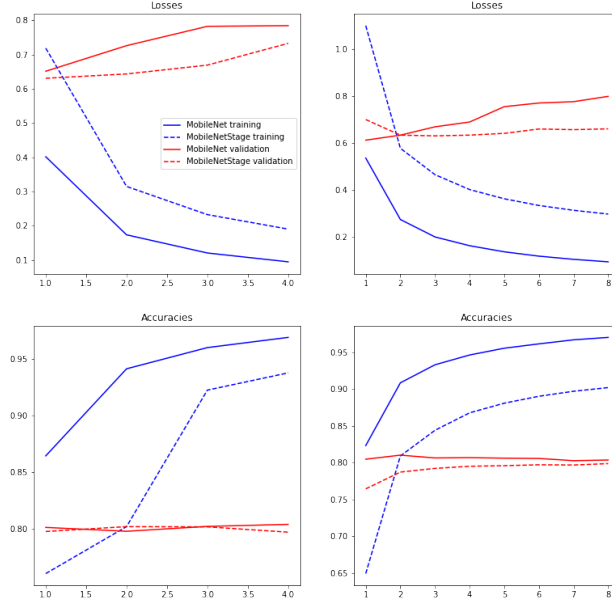 Losses
0.8
0.7
0.6
0.5
0.4
0.3
0.2
0.1
1.0 1.5 2.0 2.5 3.0 3.5 4.0
MobileNet training
MobileNetStage training
MobileNet validation
MobileNetStage validation
Losses
1.0
0.8
0.6
0.4
0.2
1 2 3 4 5 6 7 8
Accuracies
0.95
0.90
0.85
0.80
1.0 1.5 2.0 2.5 3.0 3.5 4.0
Accuracies
0.95
0.90
0.85
0.80
0.75
0.70
0.65
1 2 3 4 5 6 7 8